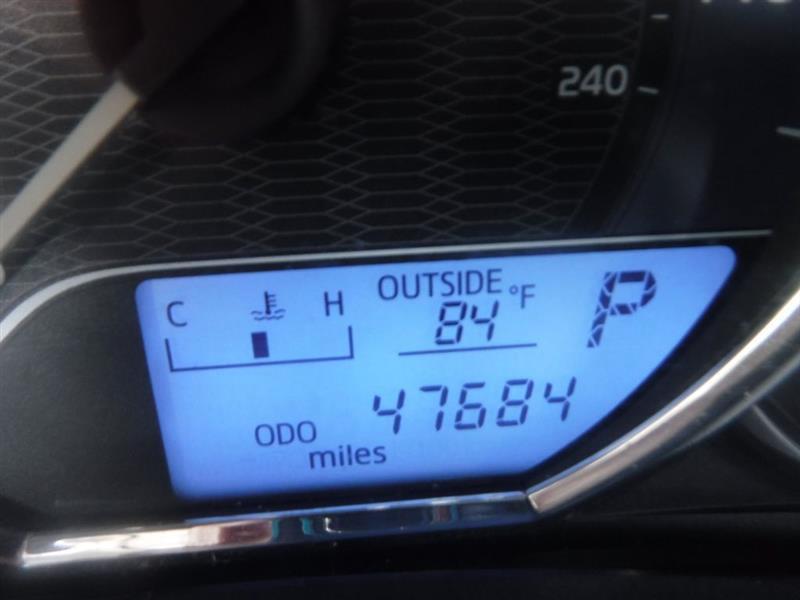 240
OUTSIDE
C H 84 °F P
47684
ODO
miles